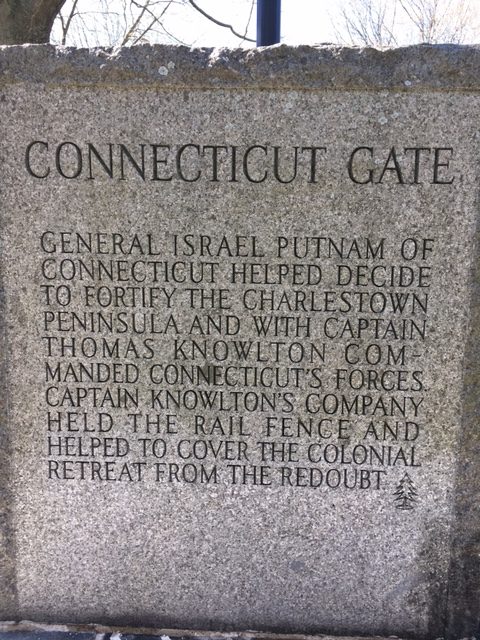 CONNECTICUT GATE
GENERAL ISRAEL PUTNAM OF
CONNECTICUT HELPED DECIDE
TO FORTIFY THE CHARLESTOWN
PENINSULA AND WITH CAPTAIN
THOMAS KNOWLTON COM-
MANDED CONNECTICUT'S FORCES.
CAPTAIN KNOWLTON'S COMPANY
HELD THE RAIL FENCE AND
HELPED TO COVER THE COLONIAL
RETREAT FROM THE REDOUBT